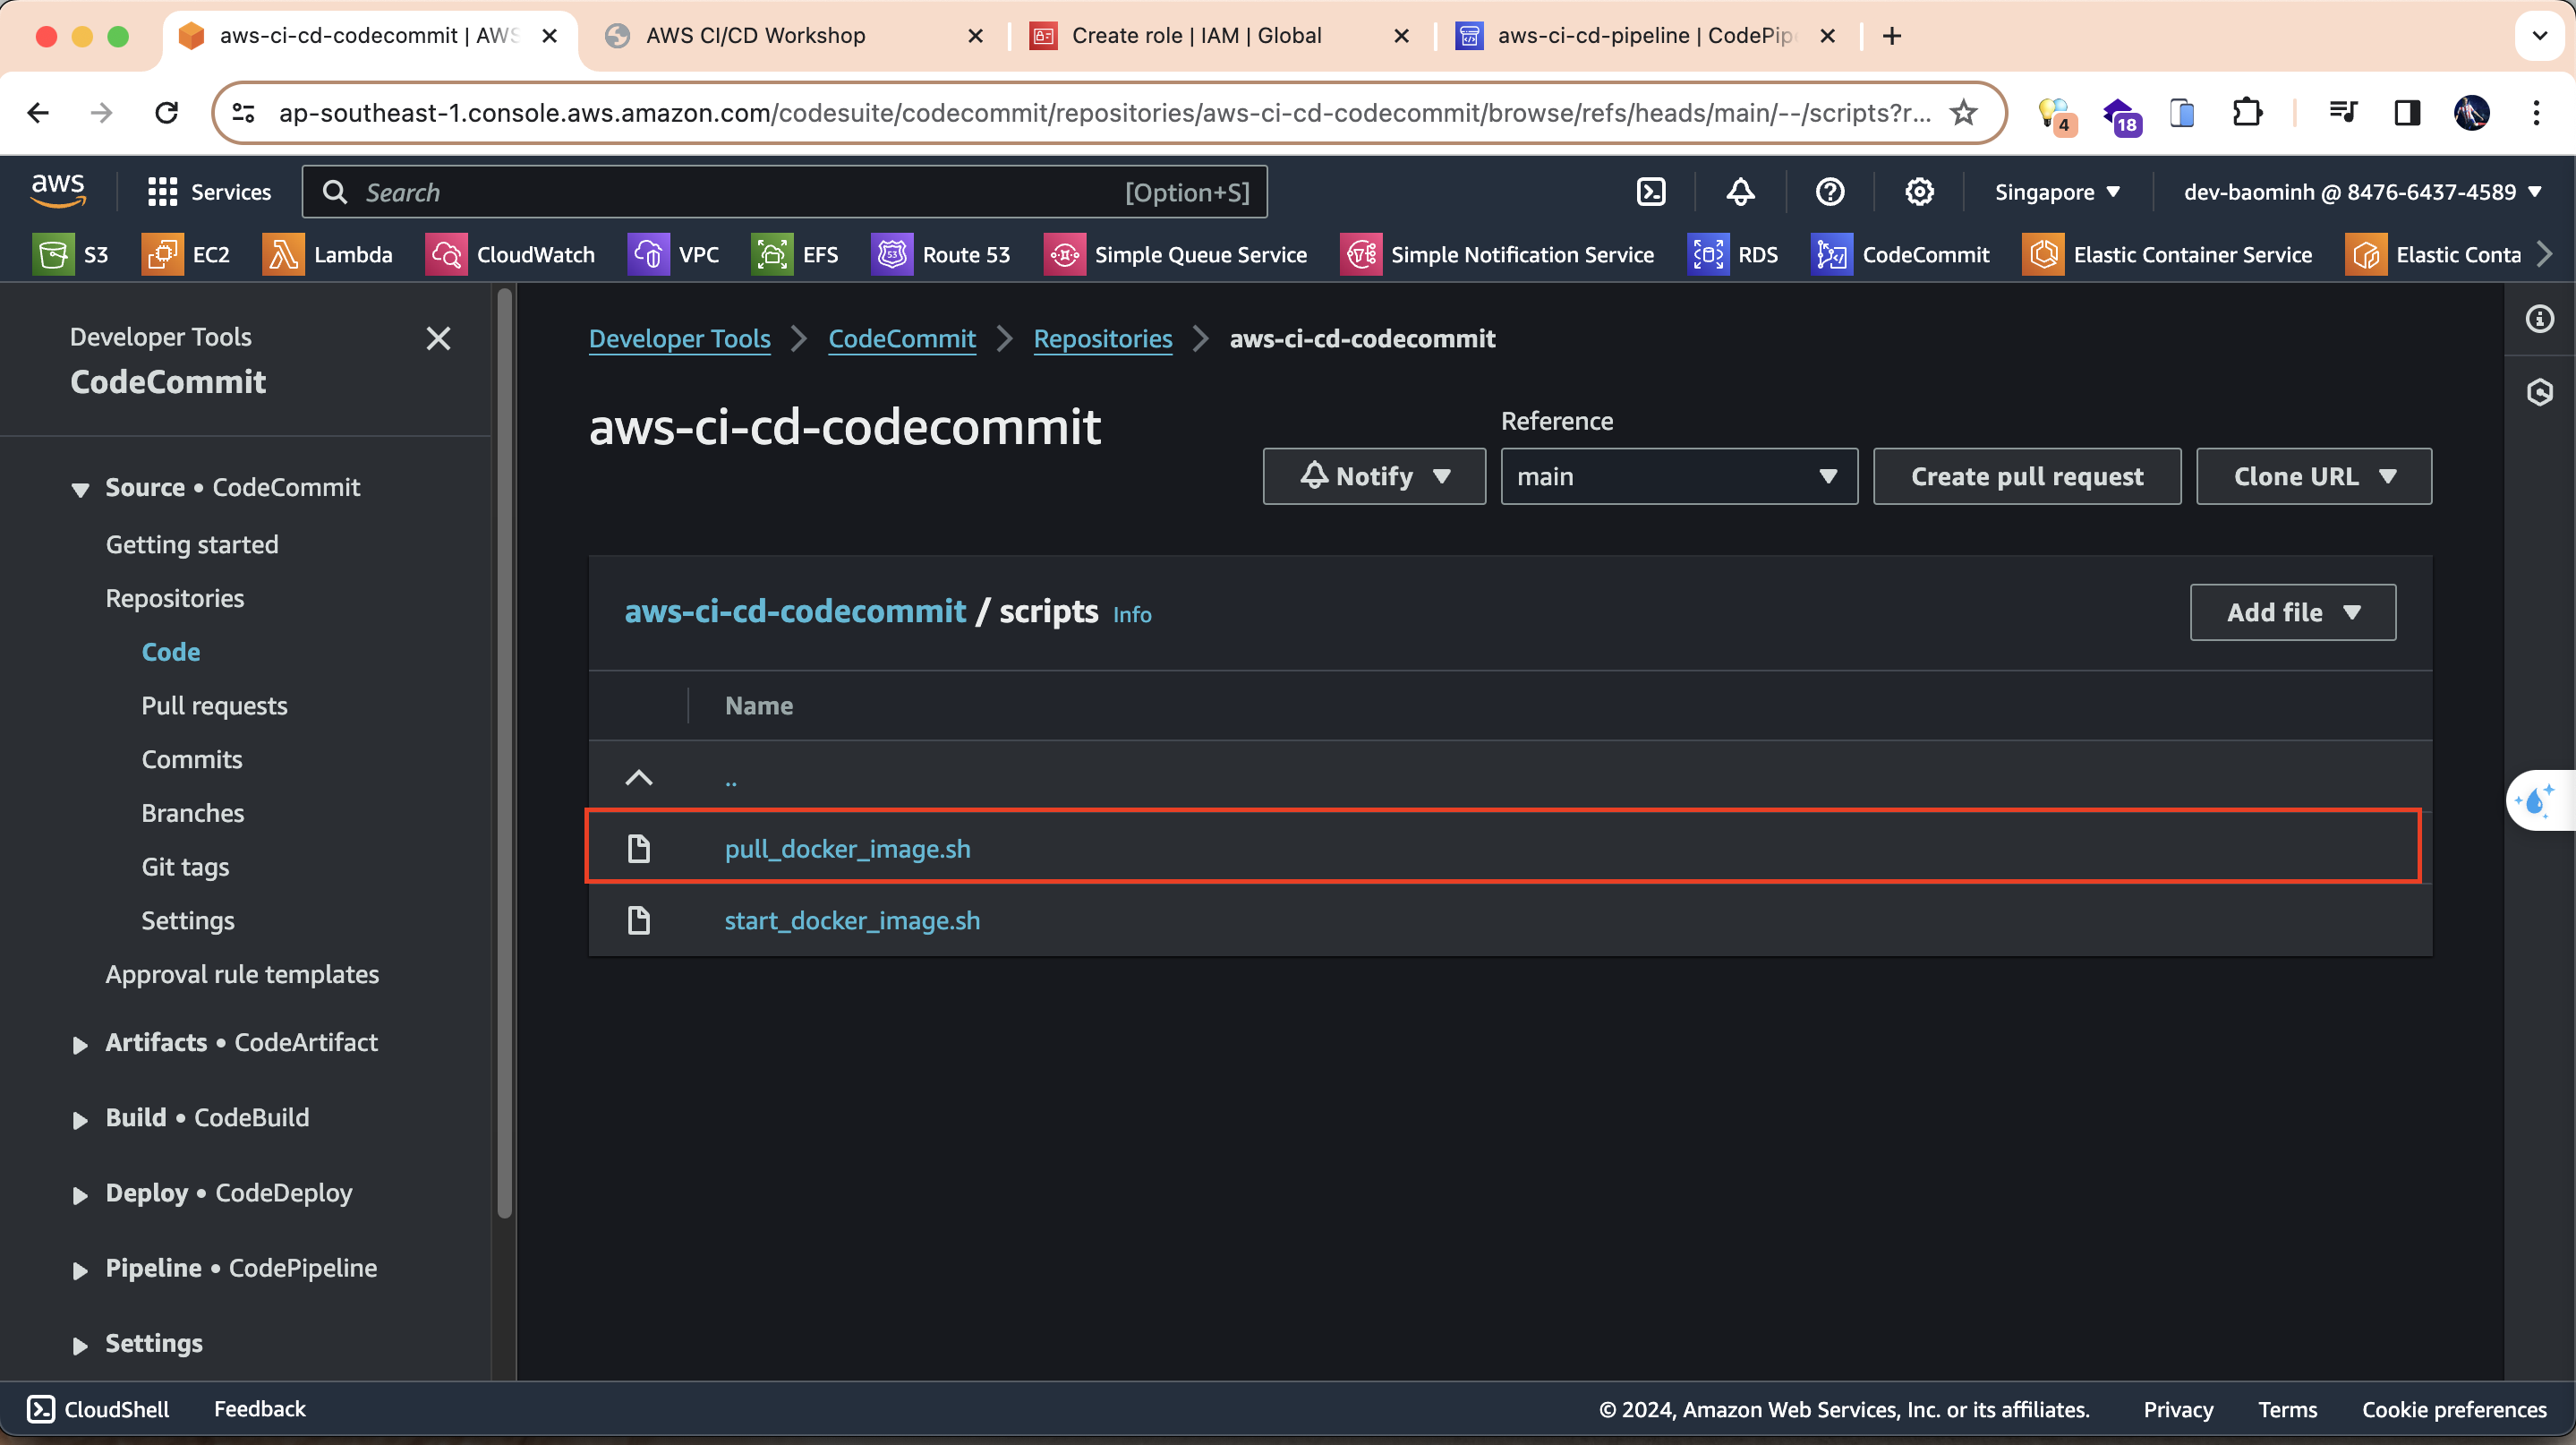 aws-ci-cd-codecommit | AWS
AWS CI/CD Workshop
Create role | IAM | Global
aws-ci-cd-pipeline | CodePip
ap-southeast-1.console.aws.amazon.com/codesuite/codecommit/repositories/aws-ci-cd-codecommit/browse/refs/heads/main/--/scripts?r...
4
18
aws
Services
Search
[Option+S]
Singapore
dev-baominh @ 8476-6437-4589
S3
EC2
Lambda
CloudWatch
VPC
EFS
53
Route 53
Simple Queue Service
Simple Notification Service
RDS
CodeCommit
Elastic Container Service
Elastic Conta
Developer Tools
CodeCommit
Source • CodeCommit
Getting started
Repositories
Code
Pull requests
Commits
Branches
Git tags
Settings
Approval rule templates
Artifacts • CodeArtifact
Build • CodeBuild
Deploy • CodeDeploy
Pipeline • CodePipeline
Settings
Developer Tools
CodeCommit
Repositories
aws-ci-cd-codecommit
aws-ci-cd-codecommit
Notify
Reference
main
Create pull request
Clone URL
aws-ci-cd-codecommit / scripts Info
Add file
Name
..
pull_docker_image.sh
start_docker_image.sh
CloudShell
Feedback
© 2024, Amazon Web Services, Inc. or its affiliates.
Privacy
Terms
Cookie preferences